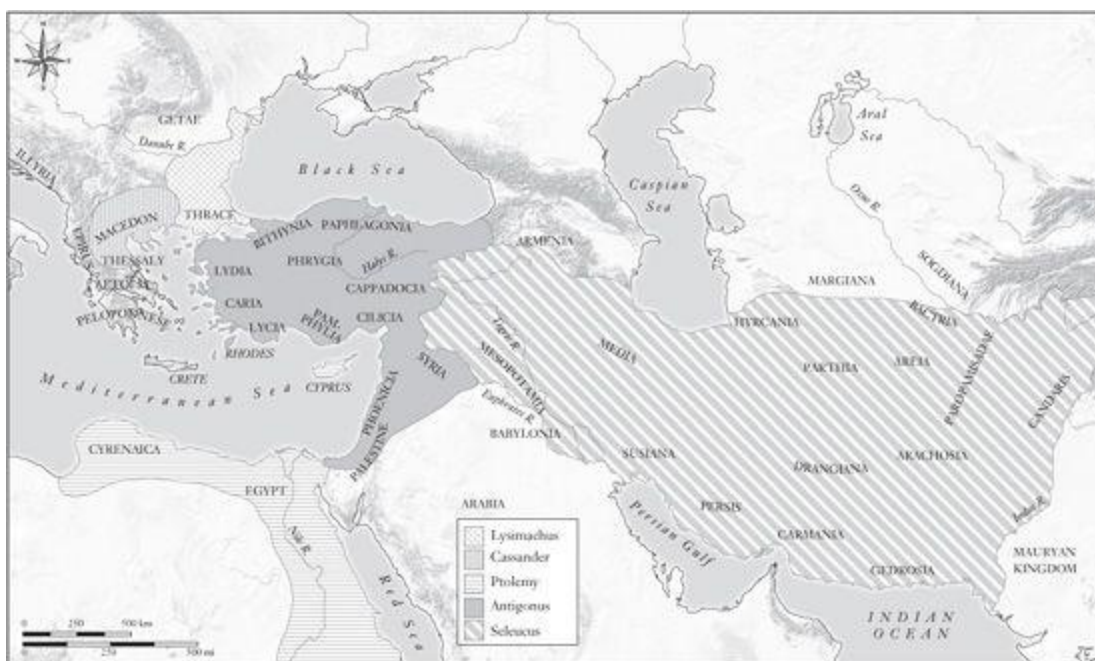 GETAE
Danube R.
ILLYRIA
Black Sea
Caspian
Sea
Aral
Sea
Oxus R.
MACEDON
THRACE
EPIRUS
THESSALY
AETOLIA
PELOPONNESE
BITHYNIA
PAPHLAGONIA
PHRYGIA
Halys R.
LYDIA
CAPPADOCIA
CARIA
LYCIA
PAM-
PHYLIA
CILICIA
RHODES
CRETE
CYPRUS
Mediterranean Sea
ARMENIA
SYRIA
PHOENICIA
PALESTINE
Tigris R.
MESOPOTAMIA
Euphrates R.
BABYLONIA
MEDIA
SUSIANA
PERSIS
HYRCANIA
MARGIANA
SOGDIANA
BACTRIA
PARTHIA
AREIA
PAROPAMISADAE
GANDARIS
DRANGIANA
ARACHOSIA
CARMANIA
GEDROSIA
Indus R.
MAURYAN
KINGDOM
CYRENAICA
EGYPT
Nile R.
ARABIA
Red Sea
Persian Gulf
INDIAN
OCEAN
Lysimachus
Cassander
Ptolemy
Antigonus
Seleucus
0 250 500 km
0 250 500 mi